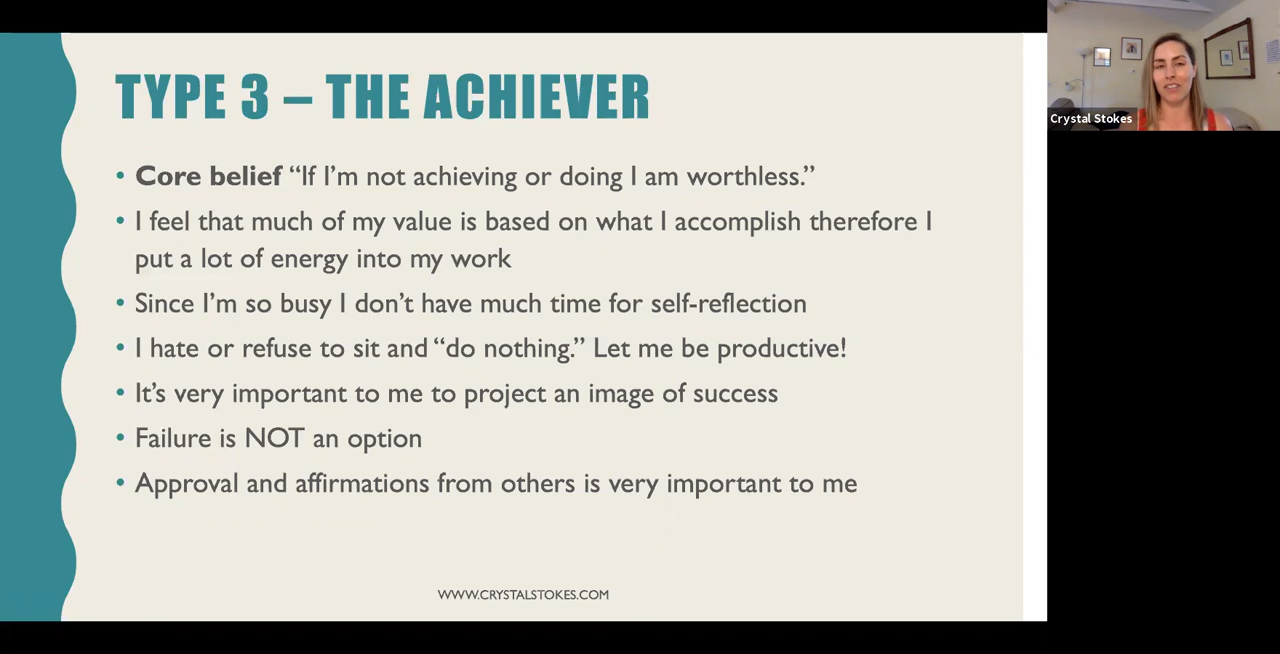 TYPE 3 – THE ACHIEVER
• Core belief “If I’m not achieving or doing I am worthless.”
• I feel that much of my value is based on what I accomplish therefore I
put a lot of energy into my work
• Since I’m so busy I don’t have much time for self-reflection
• I hate or refuse to sit and “do nothing.” Let me be productive!
• It’s very important to me to project an image of success
• Failure is NOT an option
• Approval and affirmations from others is very important to me
WWW.CRYSTALSTOKES.COM
Crystal Stokes